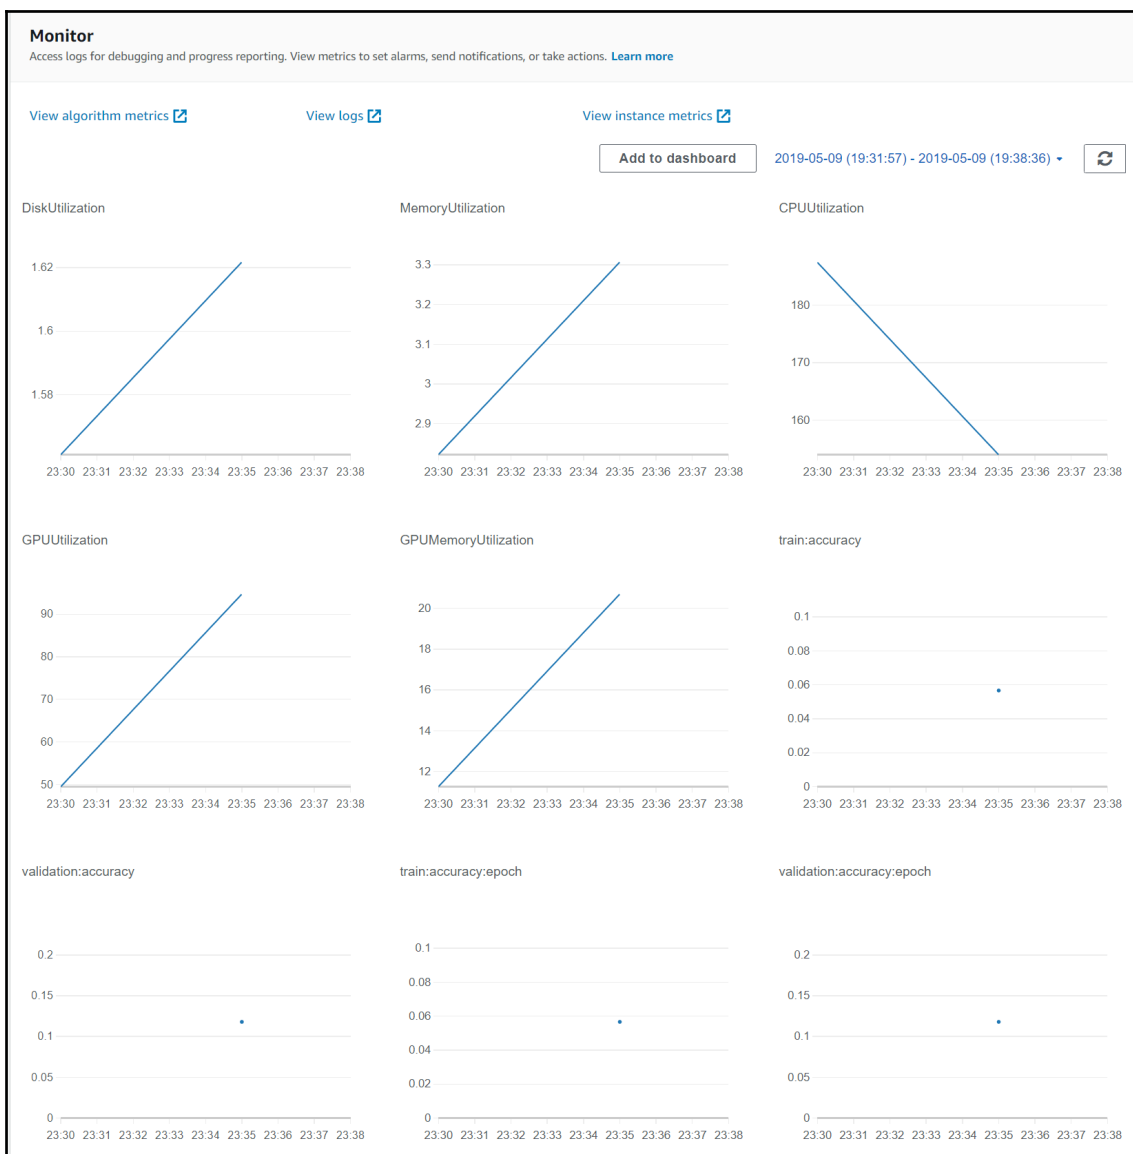 Monitor
Access logs for debugging and progress reporting. View metrics to set alarms, send notifications, or take actions. Learn more
View algorithm metrics View logs View instance metrics
Add to dashboard 2019-05-09 (19:31:57) - 2019-05-09 (19:38:36)
DiskUtilization
1.62
1.6
1.58
23:30 23:31 23:32 23:33 23:34 23:35 23:36 23:37 23:38
MemoryUtilization
3.3
3.2
3.1
3
2.9
23:30 23:31 23:32 23:33 23:34 23:35 23:36 23:37 23:38
CPUUtilization
180
170
160
23:30 23:31 23:32 23:33 23:34 23:35 23:36 23:37 23:38
GPUUtilization
90
80
70
60
50
23:30 23:31 23:32 23:33 23:34 23:35 23:36 23:37 23:38
GPUMemoryUtilization
20
18
16
14
12
23:30 23:31 23:32 23:33 23:34 23:35 23:36 23:37 23:38
train:accuracy
0.1
0.08
0.06
0.04
0.02
0
23:30 23:31 23:32 23:33 23:34 23:35 23:36 23:37 23:38
validation:accuracy
0.2
0.15
0.1
0.05
0
23:30 23:31 23:32 23:33 23:34 23:35 23:36 23:37 23:38
train:accuracy:epoch
0.1
0.08
0.06
0.04
0.02
0
23:30 23:31 23:32 23:33 23:34 23:35 23:36 23:37 23:38
validation:accuracy:epoch
0.2
0.15
0.1
0.05
0
23:30 23:31 23:32 23:33 23:34 23:35 23:36 23:37 23:38